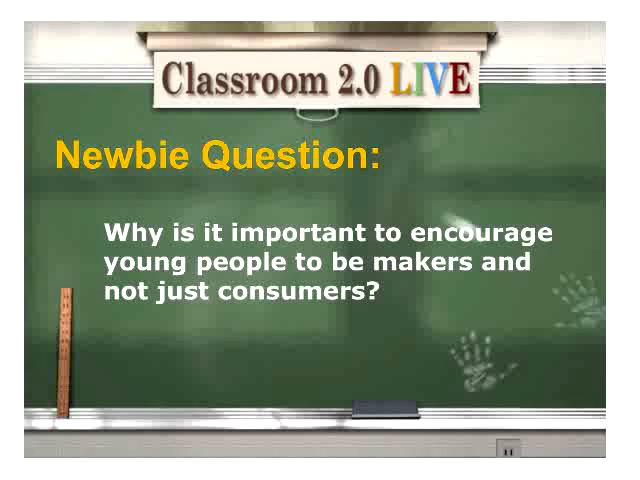 Classroom 2.0 LIVE
Newbie Question:
Why is it important to encourage
young people to be makers and
not just consumers?